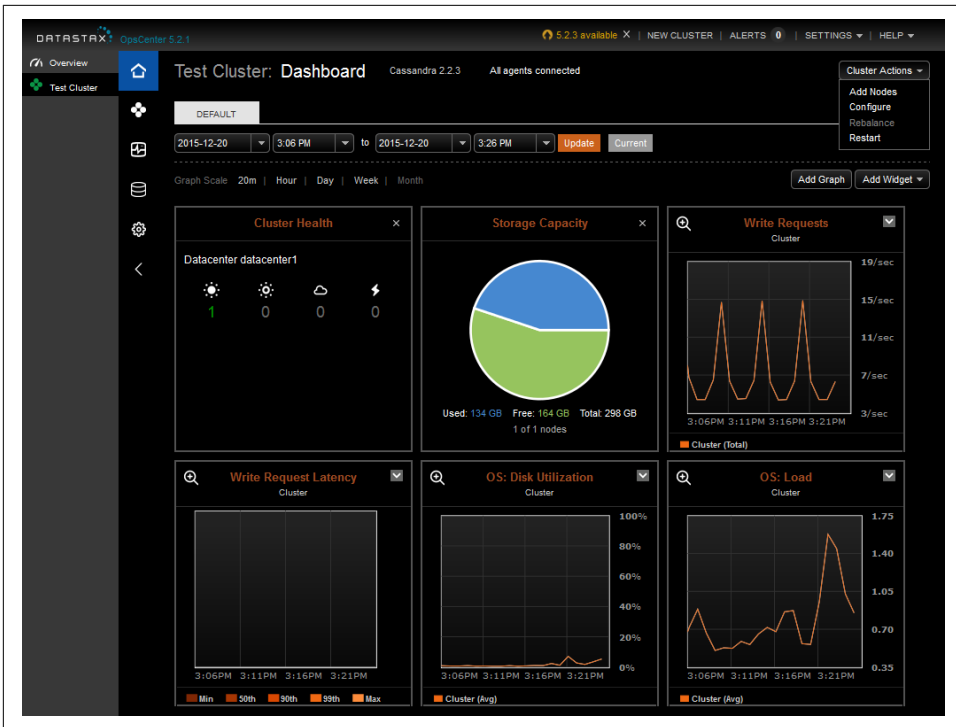 DATASTAX OpsCenter 5.2.1 5.2.3 available X | NEW CLUSTER | ALERTS 0 | SETTINGS | HELP
Overview
Test Cluster
Test Cluster: Dashboard Cassandra 2.2.3 All agents connected Cluster Actions
Add Nodes
Configure
Rebalance
Restart
DEFAULT
2015-12-20 3:06 PM to 2015-12-20 3:26 PM Update Current
Graph Scale 20m | Hour | Day | Week | Month Add Graph Add Widget
Cluster Health
Datacenter datacenter1
1 0 0 0
Storage Capacity
Used: 134 GB Free: 164 GB Total: 298 GB
1 of 1 nodes
Write Requests
Cluster
19/sec
15/sec
11/sec
7/sec
3/sec
3:06PM 3:11PM 3:16PM 3:21PM
Cluster (Total)
Write Request Latency
Cluster
3:06PM 3:11PM 3:16PM 3:21PM
Min 50th 90th 99th Max
OS: Disk Utilization
Cluster
100%
80%
60%
40%
20%
0%
3:06PM 3:11PM 3:16PM 3:21PM
Cluster (Avg)
OS: Load
Cluster
1.75
1.40
1.05
0.70
0.35
3:06PM 3:11PM 3:16PM 3:21PM
Cluster (Avg)